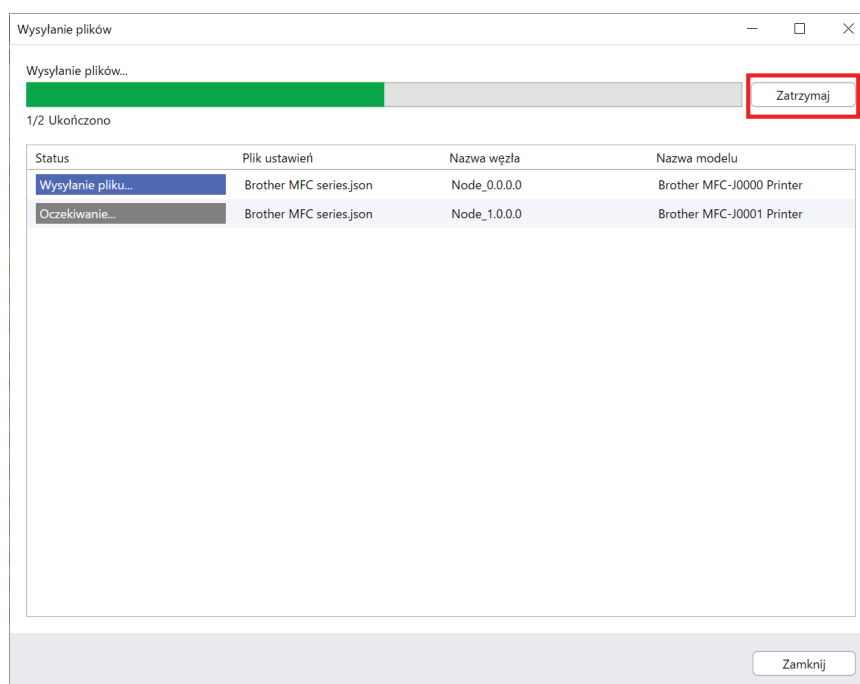 Wysyłanie plików
Wysyłanie plików...
Zatrzymaj
1/2 Ukończono
Status Plik ustawień Nazwa węzła Nazwa modelu
Wysyłanie pliku... Brother MFC series.json Node_0.0.0.0 Brother MFC-J0000 Printer
Oczekiwanie... Brother MFC series.json Node_1.0.0.0 Brother MFC-J0001 Printer
Zamknij